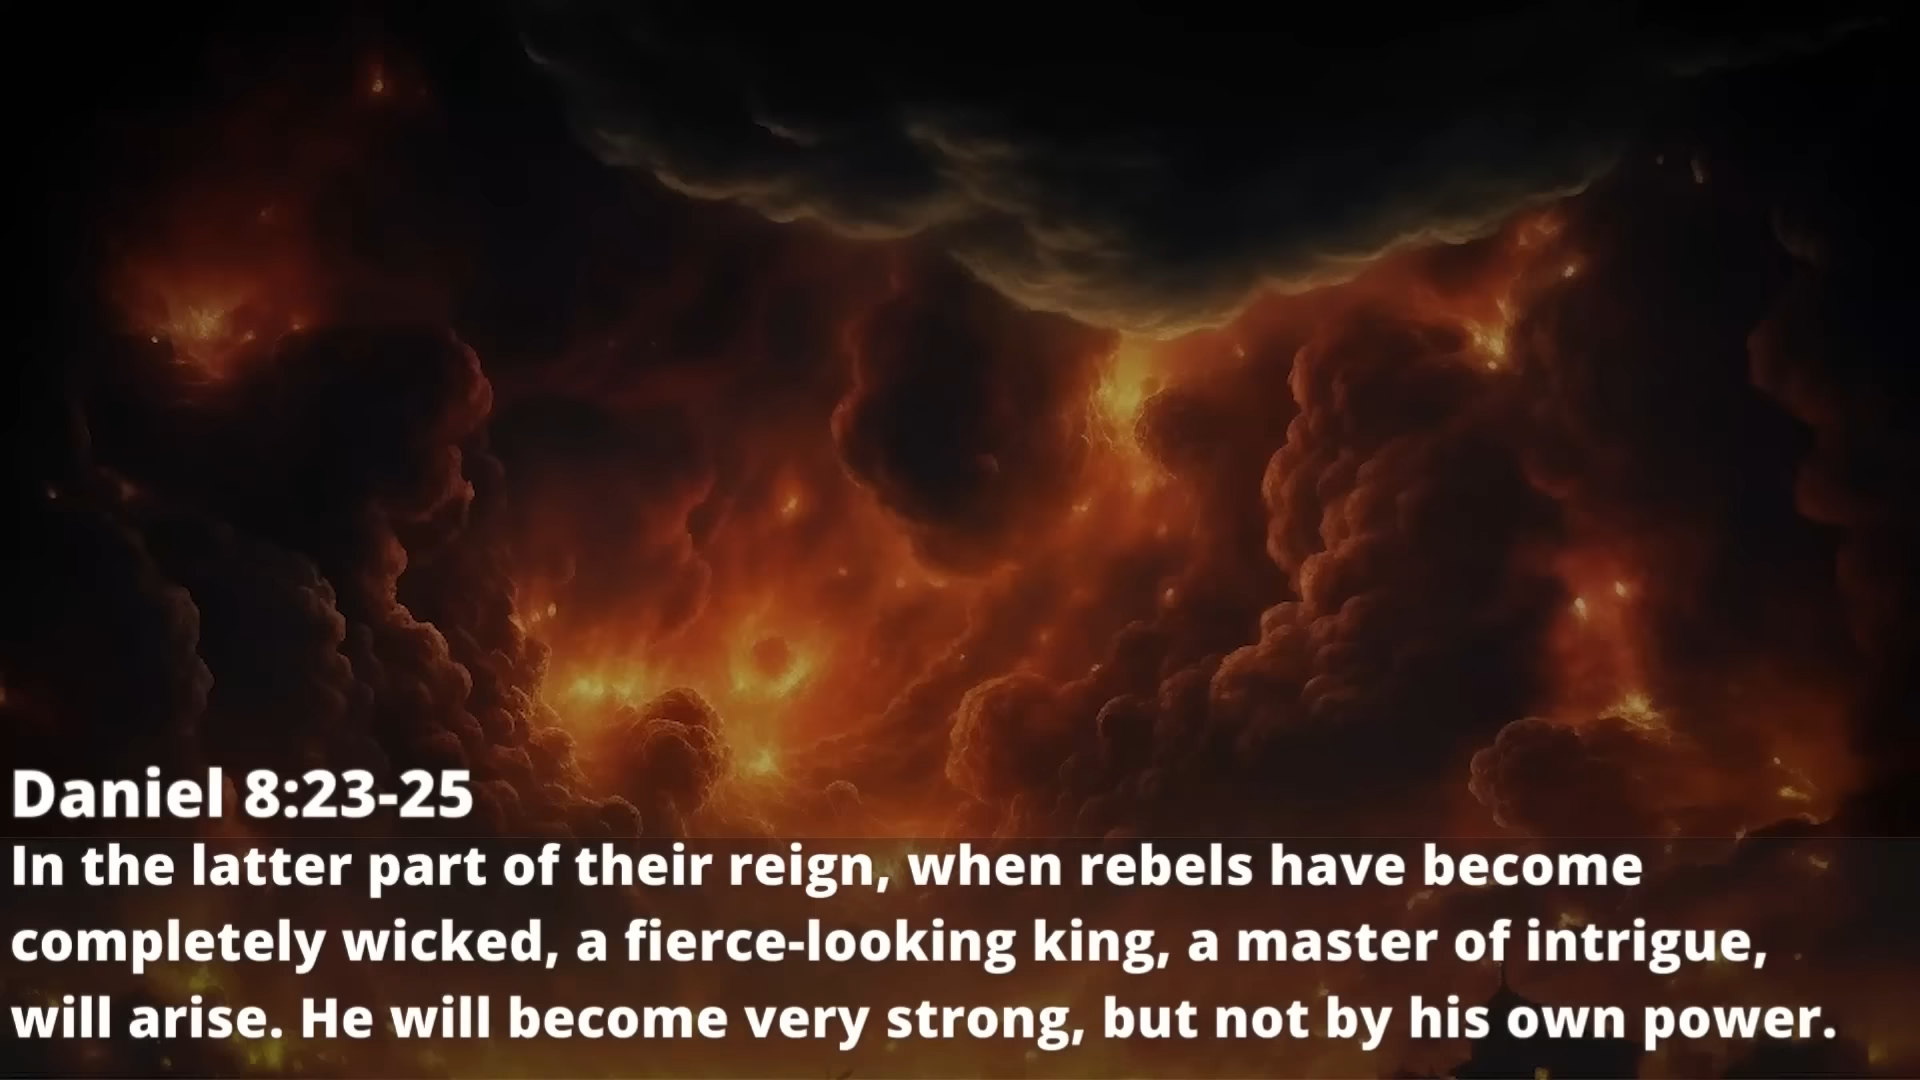 Daniel 8:23-25
In the latter part of their reign, when rebels have become
completely wicked, a fierce-looking king, a master of intrigue,
will arise. He will become very strong, but not by his own power.